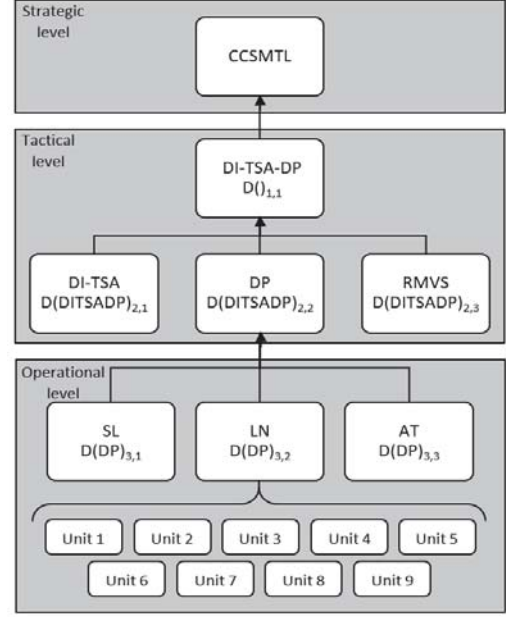 Strategic
level
CCSMTL
Tactical
level
DI-TSA-DP
D()1,1
DI-TSA
D(DITSADP)2,1
DP
D(DITSADP)2,2
RMVS
D(DITSADP)2,3
Operational
level
SL
D(DP)3,1
LN
D(DP)3,2
AT
D(DP)3,3
Unit 1
Unit 2
Unit 3
Unit 4
Unit 5
Unit 6
Unit 7
Unit 8
Unit 9